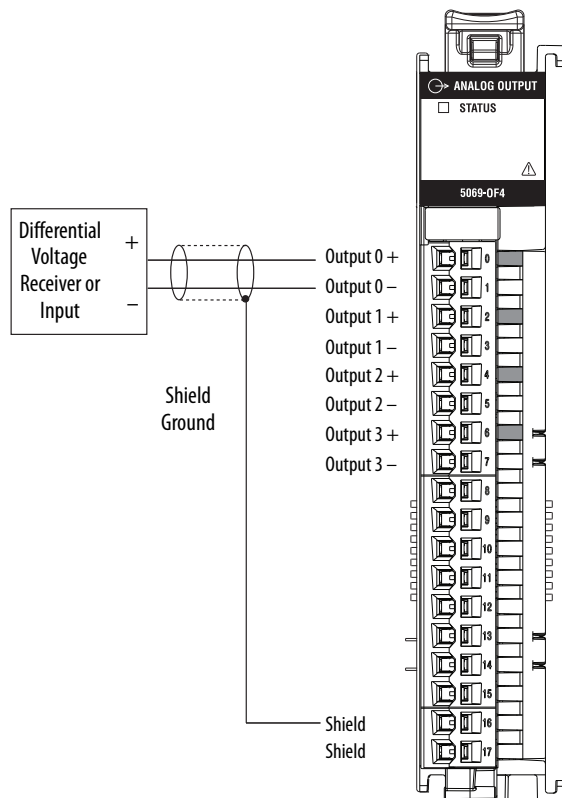 ANALOG OUTPUT
STATUS
5069-OF4
Differential
Voltage
Receiver or
Input
+
−
Output 0 +
Output 0 −
Output 1 +
Output 1 −
Output 2 +
Output 2 −
Output 3 +
Output 3 −
Shield
Ground
Shield
Shield
0
1
2
3
4
5
6
7
8
9
10
11
12
13
14
15
16
17